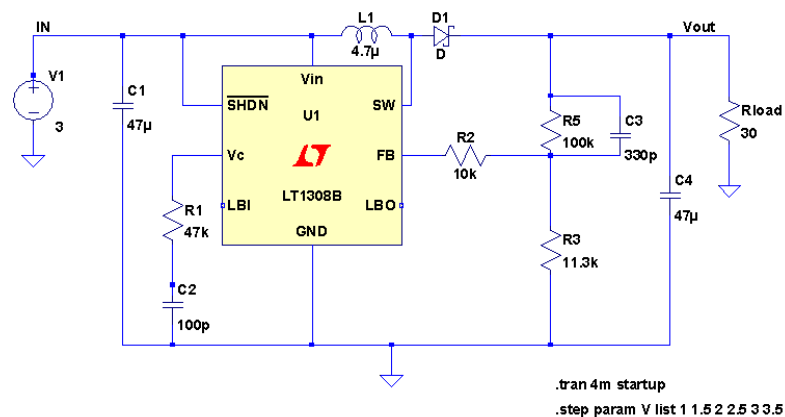 IN
L1
4.7µ
D1
D
Vout
V1
3
C1
47µ
Vin
SHDN
U1
SW
Vc
FB
LT1308B
LBI
LBO
GND
R1
47k
C2
100p
R2
10k
R5
100k
C3
330p
R3
11.3k
C4
47µ
Rload
30
.tran 4m startup
.step param V list 1 1.5 2 2.5 3 3.5